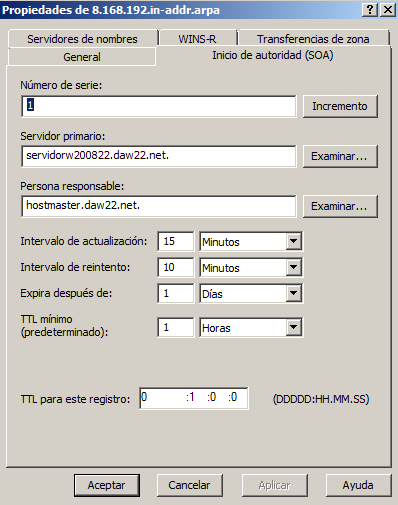 Propiedades de 8.168.192.in-addr.arpa
Servidores de nombres WINS-R Transferencias de zona
General Inicio de autoridad (SOA)
Número de serie:
1 Incremento
Servidor primario:
servidorw200822.daw22.net. Examinar...
Persona responsable:
hostmaster.daw22.net. Examinar...
Intervalo de actualización: 15 Minutos
Intervalo de reintento: 10 Minutos
Expira después de: 1 Días
TTL mínimo
(predeterminado): 1 Horas
TTL para este registro: 0 :1 :0 :0 (DDDDD:HH.MM.SS)
Aceptar Cancelar Aplicar Ayuda